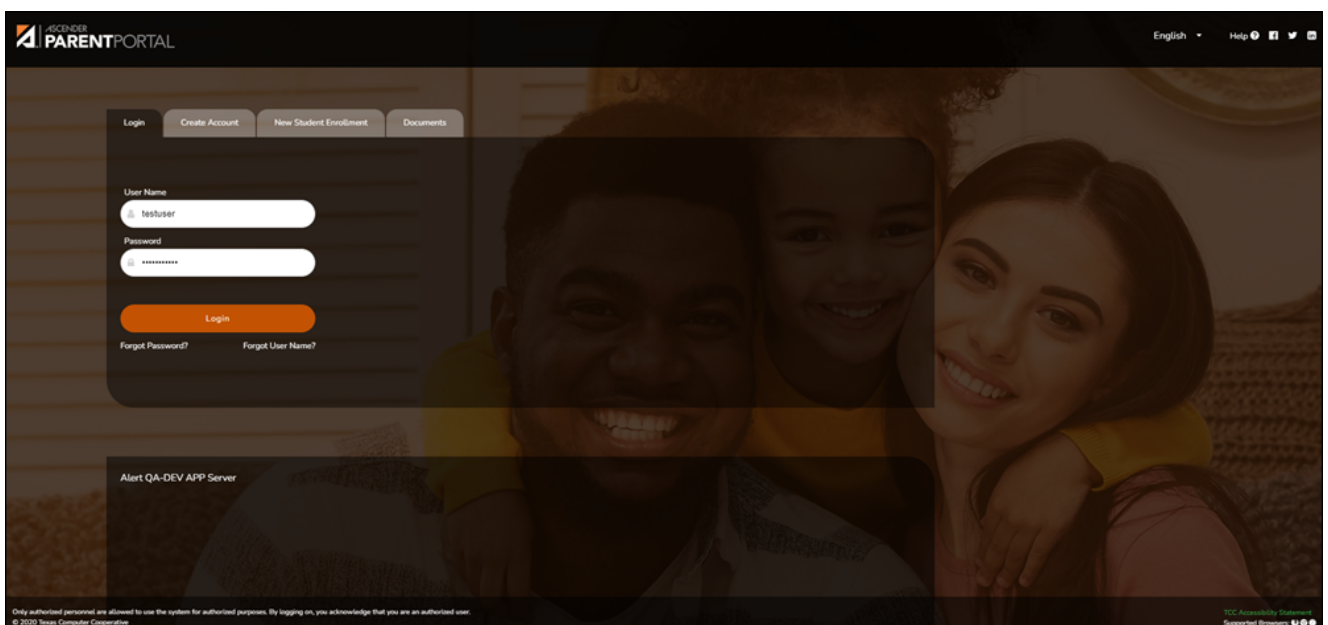 ASCENDER
PARENTPORTAL
English
Help
Login
Create Account
New Student Enrollment
Documents
User Name
testuser
Password
Login
Forgot Password?
Forgot User Name?
Alert QA-DEV APP Server
Only authorized personnel are allowed to use the system for authorized purposes. By logging on, you acknowledge that you are an authorized user.
© 2020 Texas Computer Cooperative
TCC Accessibility Statement
Supported Browsers: